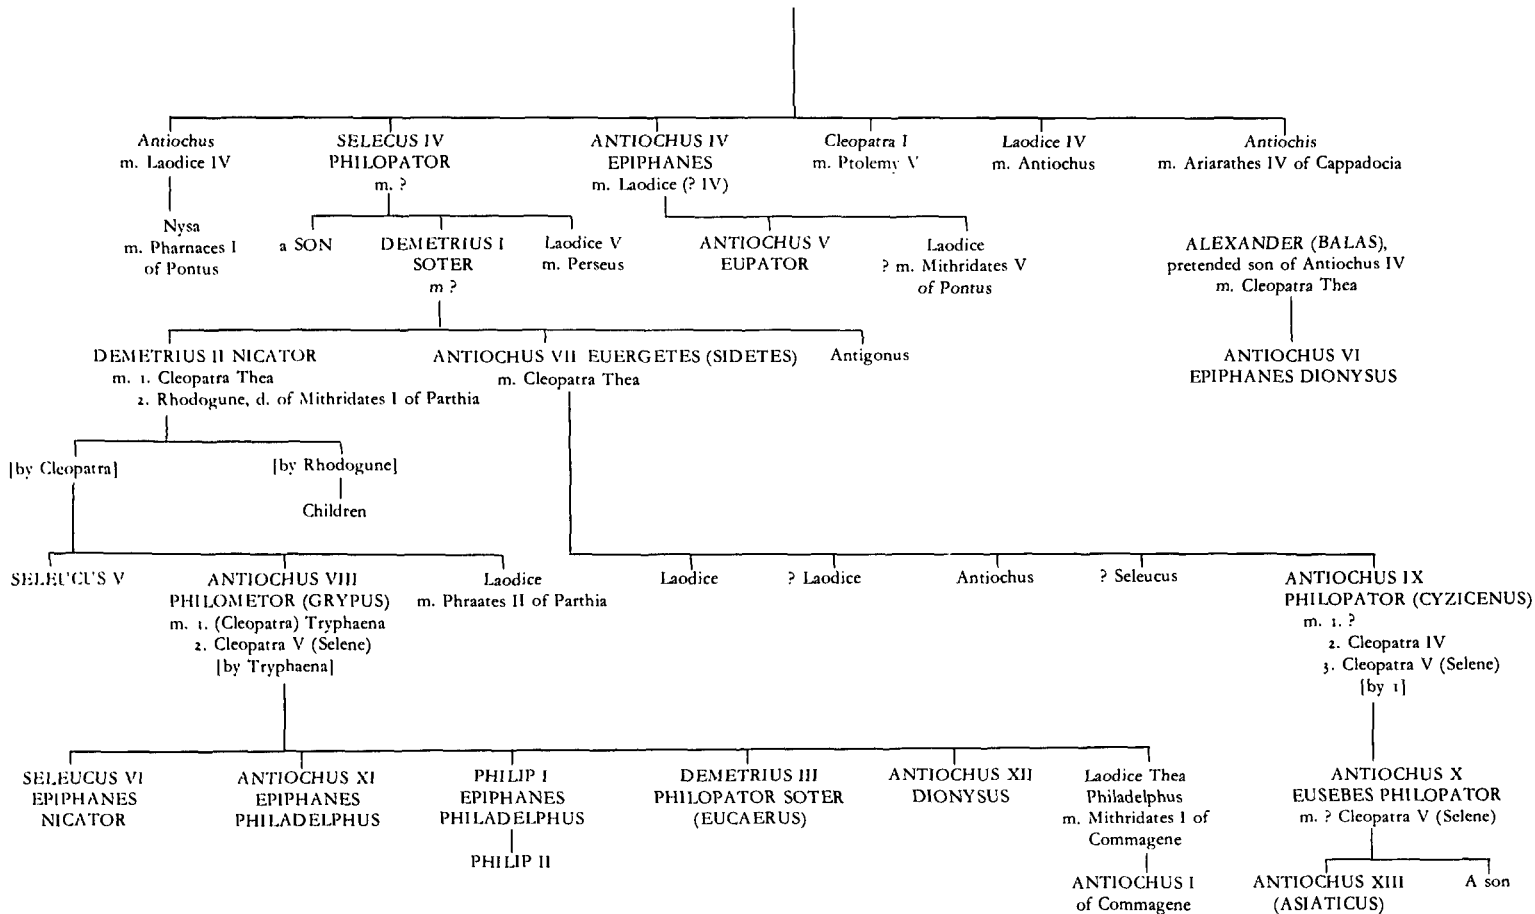 Antiochus
m. Laodice IV
SELECUS IV
PHILOPATOR
m. ?
ANTIOCHUS IV
EPIPHANES
m. Laodice (? IV)
Cleopatra I
m. Ptolemy V
Laodice IV
m. Antiochus
Antiochis
m. Ariarathes IV of Cappadocia
Nysa
m. Pharnaces I
of Pontus
a SON
DEMETRIUS I
SOTER
m ?
Laodice V
m. Perseus
ANTIOCHUS V
EUPATOR
Laodice
? m. Mithridates V
of Pontus
ALEXANDER (BALAS),
pretended son of Antiochus IV
m. Cleopatra Thea
DEMETRIUS II NICATOR
m. 1. Cleopatra Thea
2. Rhodogune, d. of Mithridates I of Parthia
ANTIOCHUS VII EUERGETES (SIDETES)
m. Cleopatra Thea
Antigonus
ANTIOCHUS VI
EPIPHANES DIONYSUS
[by Cleopatra]
[by Rhodogune]
Children
SELEUCUS V
ANTIOCHUS VIII
PHILOMETOR (GRYPUS)
m. 1. (Cleopatra) Tryphaena
2. Cleopatra V (Selene)
[by Tryphaena]
Laodice
m. Phraates II of Parthia
Laodice
? Laodice
Antiochus
? Seleucus
ANTIOCHUS IX
PHILOPATOR (CYZICENUS)
m. 1. ?
2. Cleopatra IV
3. Cleopatra V (Selene)
[by 1]
SELEUCUS VI
EPIPHANES
NICATOR
ANTIOCHUS XI
EPIPHANES
PHILADELPHUS
PHILIP I
EPIPHANES
PHILADELPHUS
PHILIP II
DEMETRIUS III
PHILOPATOR SOTER
(EUCAERUS)
ANTIOCHUS XII
DIONYSUS
Laodice Thea
Philadelphus
m. Mithridates I of
Commagene
ANTIOCHUS I
of Commagene
ANTIOCHUS X
EUSEBES PHILOPATOR
m. ? Cleopatra V (Selene)
ANTIOCHUS XIII
(ASIATICUS)
A son